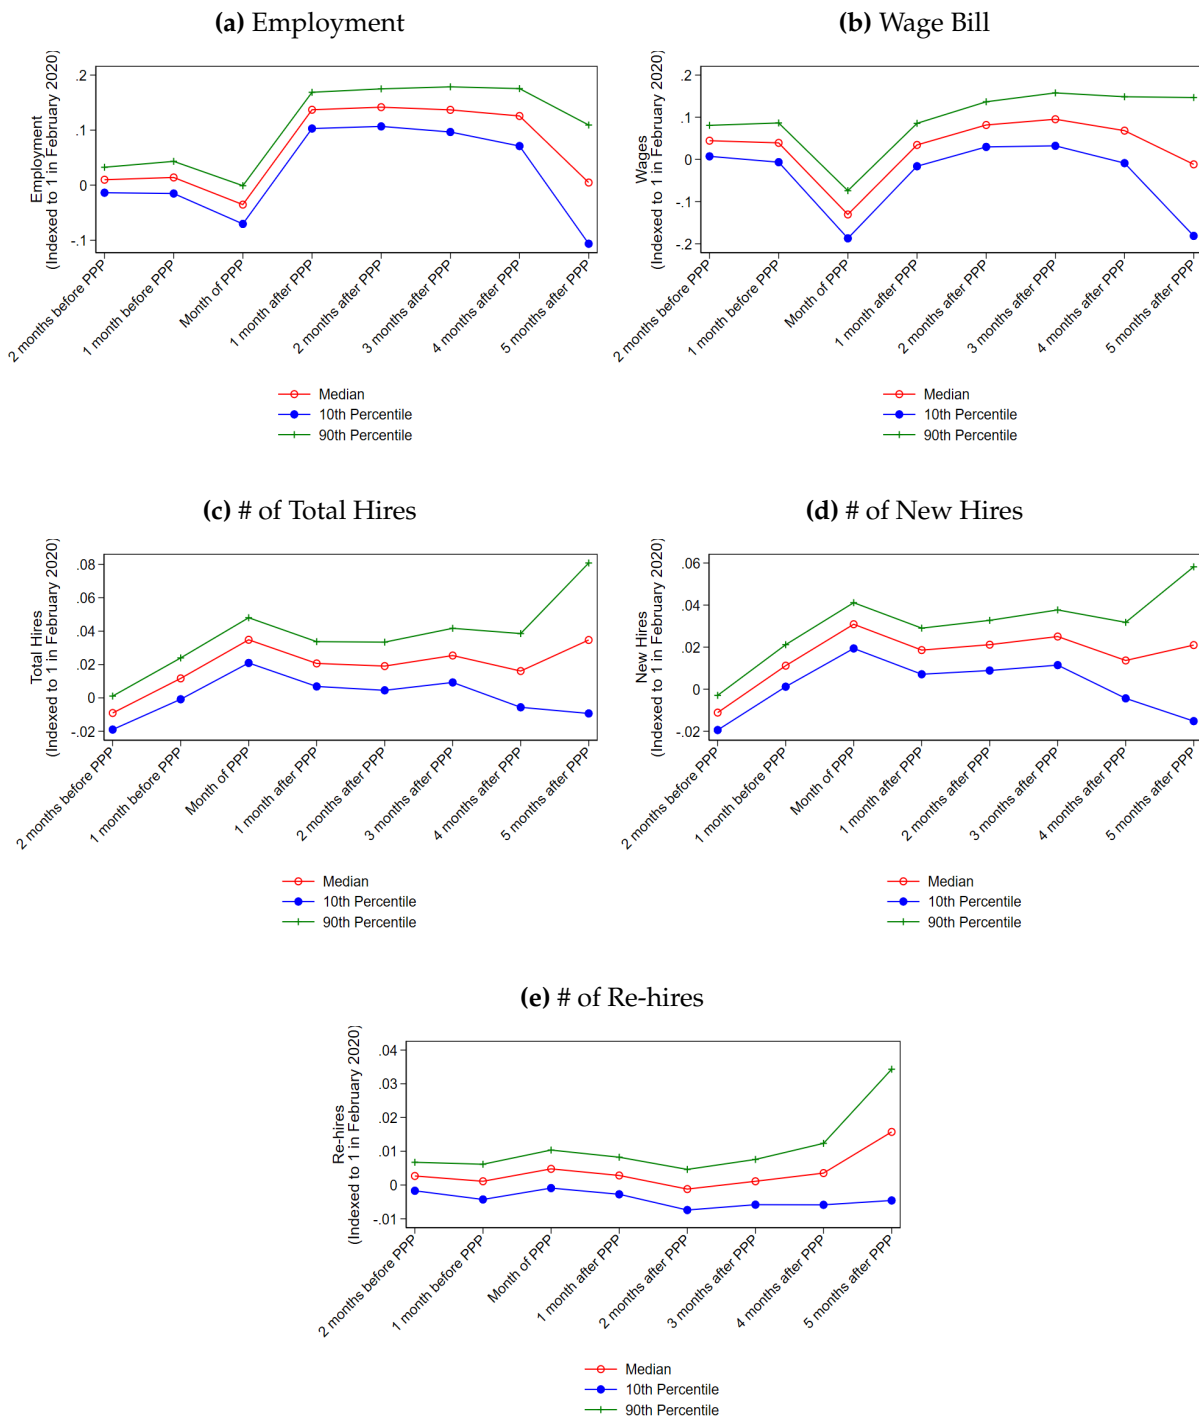 (a) Employment
Employment
(Indexed to 1 in February 2020)
.2
.1
0
-.1
2 months before PPP
1 month before PPP
Month of PPP
1 month after PPP
2 months after PPP
3 months after PPP
4 months after PPP
5 months after PPP
Median
10th Percentile
90th Percentile
(b) Wage Bill
Wages
(Indexed to 1 in February 2020)
.2
.1
0
-.1
-.2
2 months before PPP
1 month before PPP
Month of PPP
1 month after PPP
2 months after PPP
3 months after PPP
4 months after PPP
5 months after PPP
Median
10th Percentile
90th Percentile
(c) # of Total Hires
Total Hires
(Indexed to 1 in February 2020)
.08
.06
.04
.02
0
-.02
2 months before PPP
1 month before PPP
Month of PPP
1 month after PPP
2 months after PPP
3 months after PPP
4 months after PPP
5 months after PPP
Median
10th Percentile
90th Percentile
(d) # of New Hires
New Hires
(Indexed to 1 in February 2020)
.06
.04
.02
0
-.02
2 months before PPP
1 month before PPP
Month of PPP
1 month after PPP
2 months after PPP
3 months after PPP
4 months after PPP
5 months after PPP
Median
10th Percentile
90th Percentile
(e) # of Re-hires
Re-hires
(Indexed to 1 in February 2020)
.04
.03
.02
.01
0
-.01
2 months before PPP
1 month before PPP
Month of PPP
1 month after PPP
2 months after PPP
3 months after PPP
4 months after PPP
5 months after PPP
Median
10th Percentile
90th Percentile